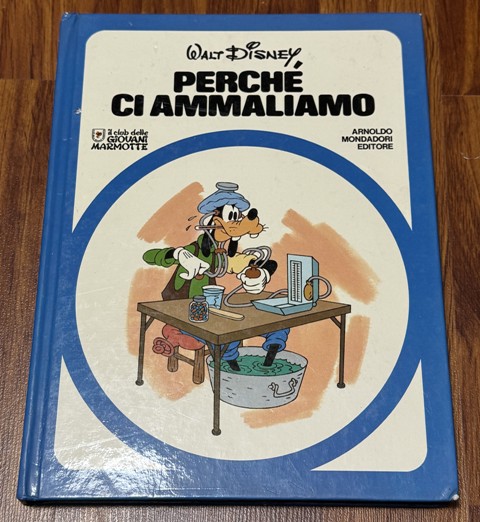 WALT DISNEY
PERCHÉ
CI AMMALIAMO
il club delle
GIOVANI
MARMOTTE
ARNOLDO
MONDADORI
EDITORE